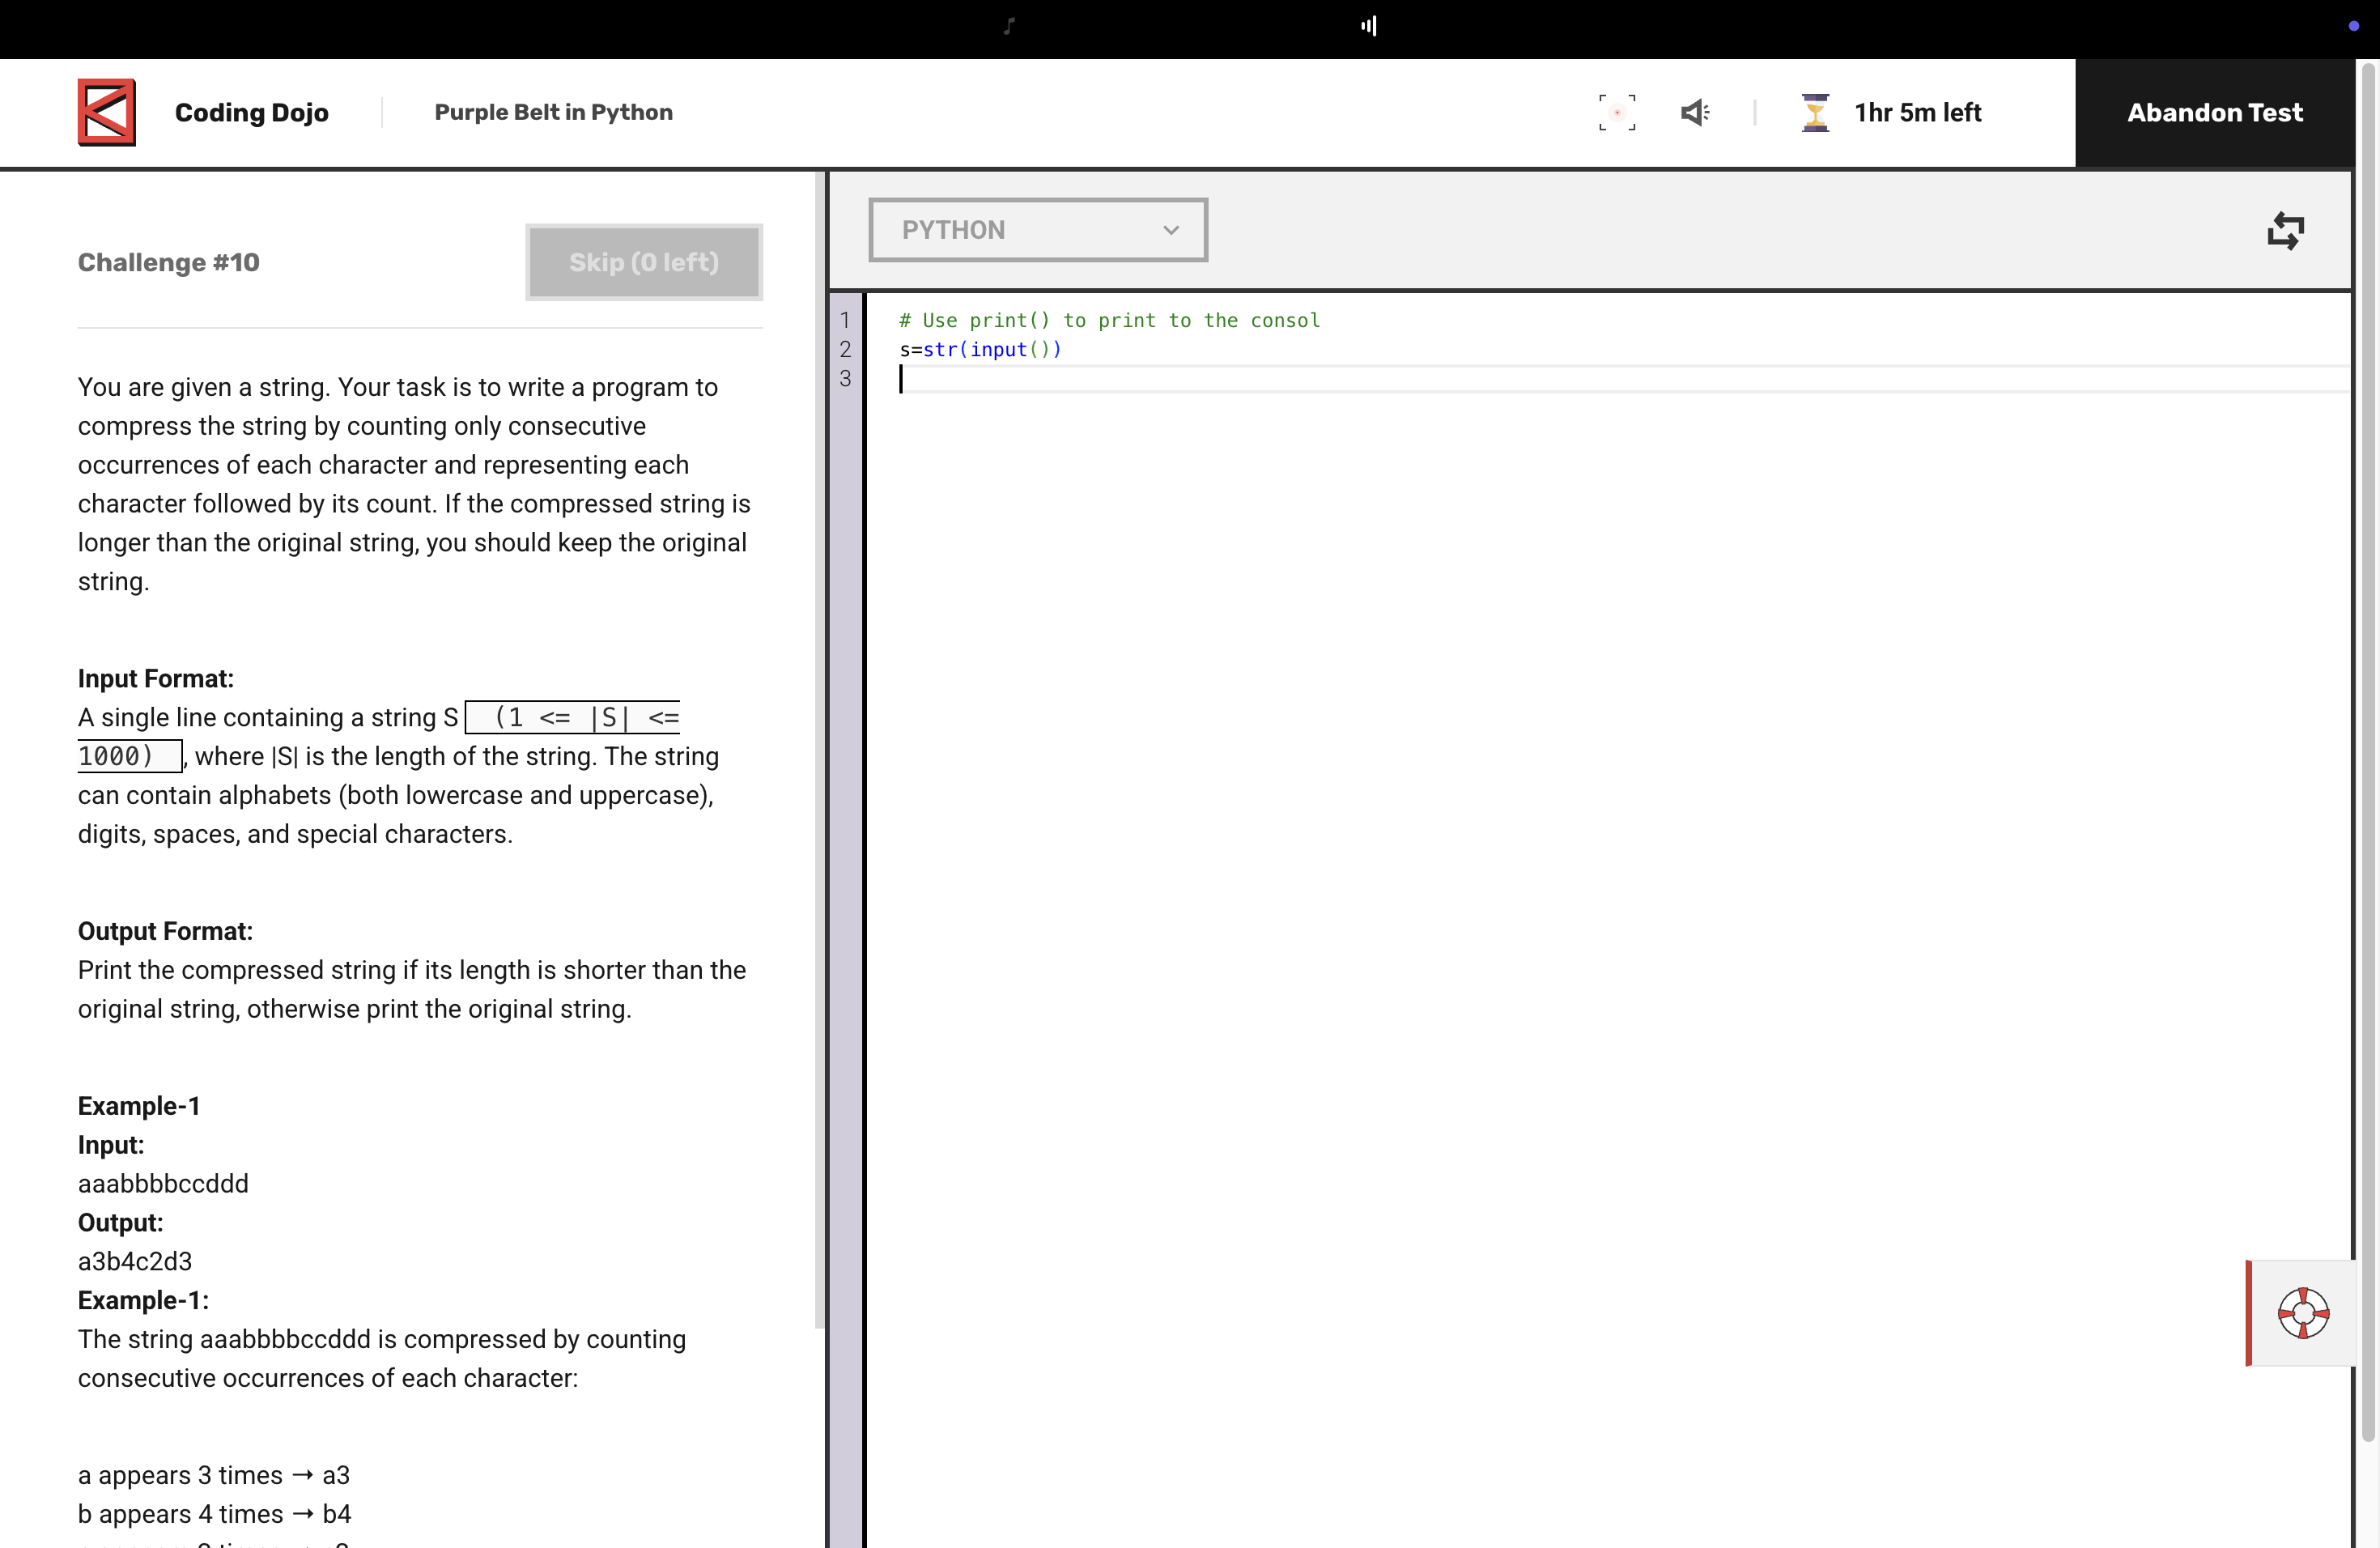 Coding Dojo
Purple Belt in Python
1hr 5m left
Abandon Test
Challenge #10
Skip (0 left)
You are given a string. Your task is to write a program to
compress the string by counting only consecutive
occurrences of each character and representing each
character followed by its count. If the compressed string is
longer than the original string, you should keep the original
string.
Input Format:
A single line containing a string S (1 <= |S| <=
1000) , where |S| is the length of the string. The string
can contain alphabets (both lowercase and uppercase),
digits, spaces, and special characters.
Output Format:
Print the compressed string if its length is shorter than the
original string, otherwise print the original string.
Example-1
Input:
aaabbbbccddd
Output:
a3b4c2d3
Example-1:
The string aaabbbbccddd is compressed by counting
consecutive occurrences of each character:
a appears 3 times → a3
b appears 4 times → b4
PYTHON
1 # Use print() to print to the consol
2 s=str(input())
3